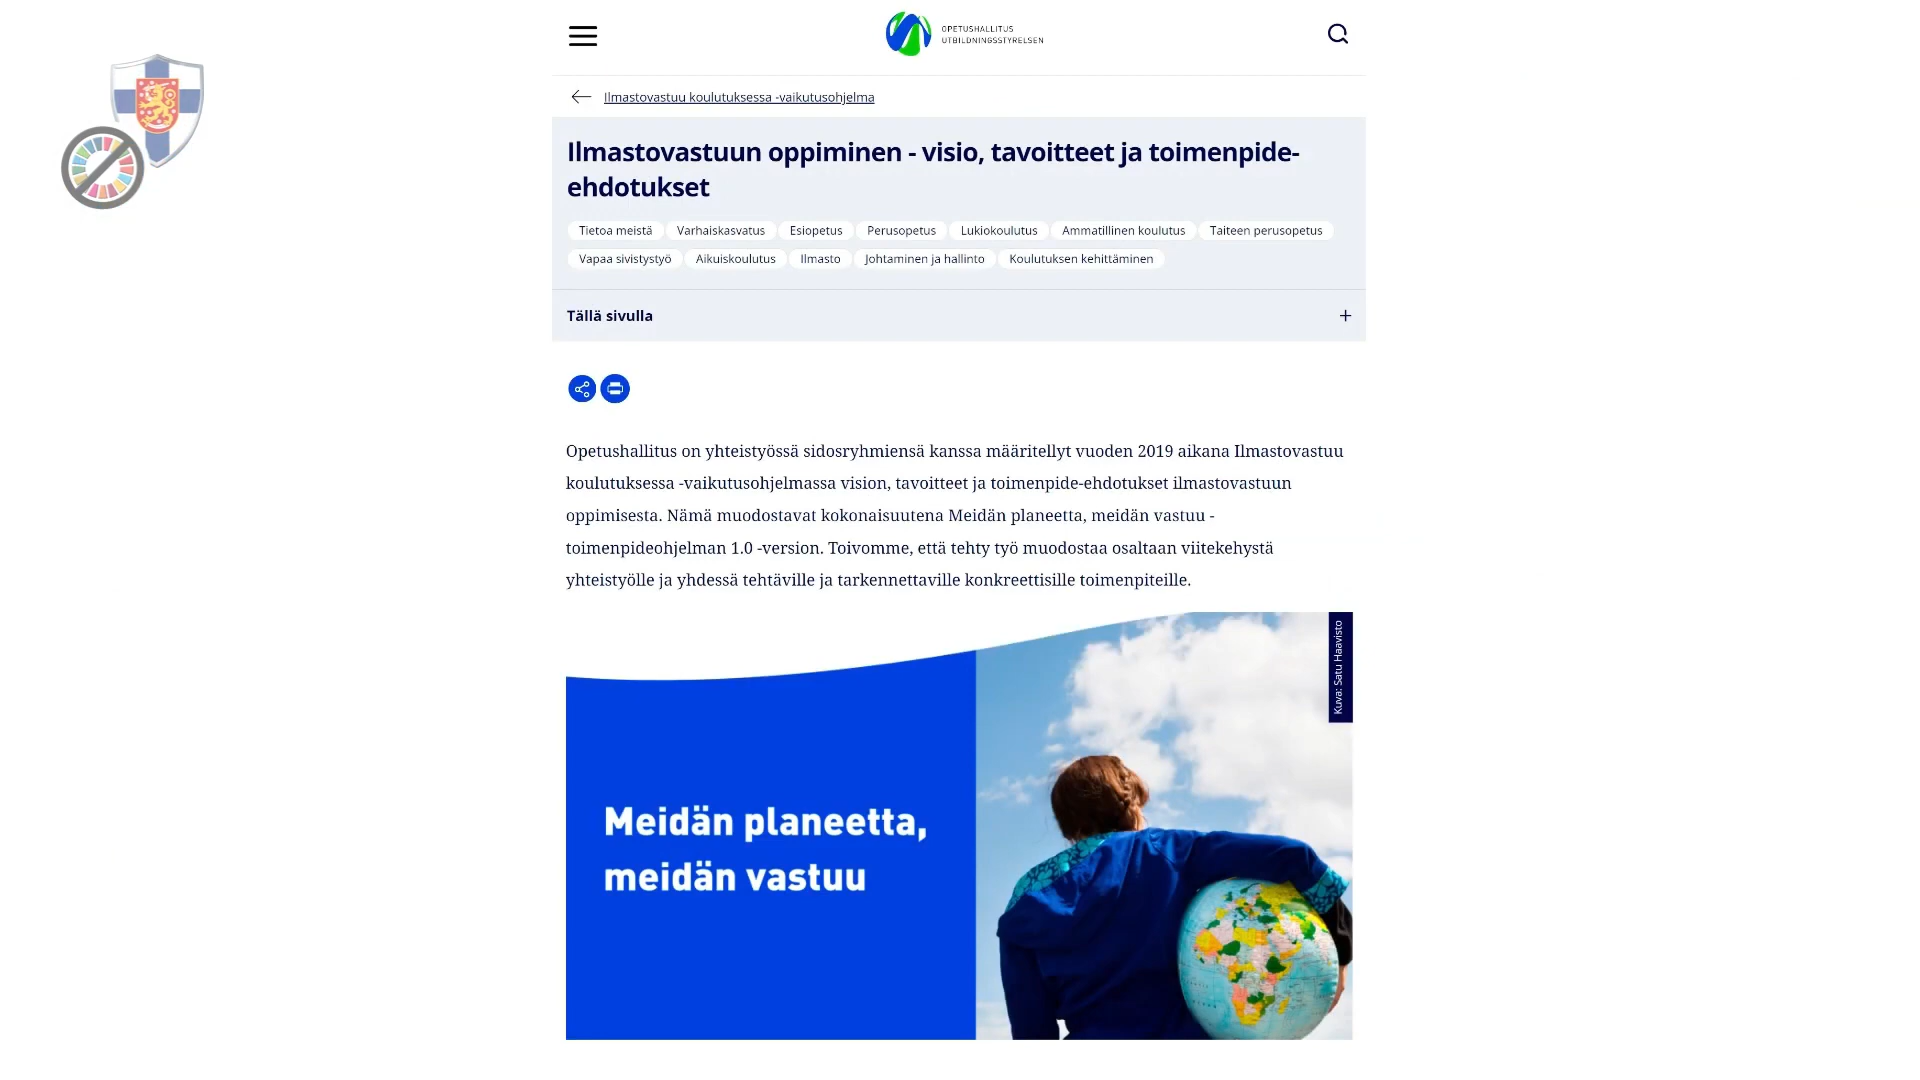 OPETUSHALLITUS
UTBILDNINGSSTYRELSEN
Ilmastovastuu koulutuksessa -vaikutusohjelma
Ilmastovastuun oppiminen - visio, tavoitteet ja toimenpide-
ehdotukset
Tietoa meistä Varhaiskasvatus Esiopetus Perusopetus Lukiokoulutus Ammatillinen koulutus Taiteen perusopetus
Vapaa sivistystyö Aikuiskoulutus Ilmasto Johtaminen ja hallinto Koulutuksen kehittäminen
Tällä sivulla
Opetushallitus on yhteistyössä sidosryhmiensä kanssa määritellyt vuoden 2019 aikana Ilmastovastuu
koulutuksessa -vaikutusohjelmassa vision, tavoitteet ja toimenpide-ehdotukset ilmastovastuun
oppimisesta. Nämä muodostavat kokonaisuutena Meidän planeetta, meidän vastuu -
toimenpideohjelman 1.0 -version. Toivomme, että tehty työ muodostaa osaltaan viitekehystä
yhteistyölle ja yhdessä tehtäville ja tarkennettaville konkreettisille toimenpiteille.
Kuva: Satu Haavisto
Meidän planeetta,
meidän vastuu